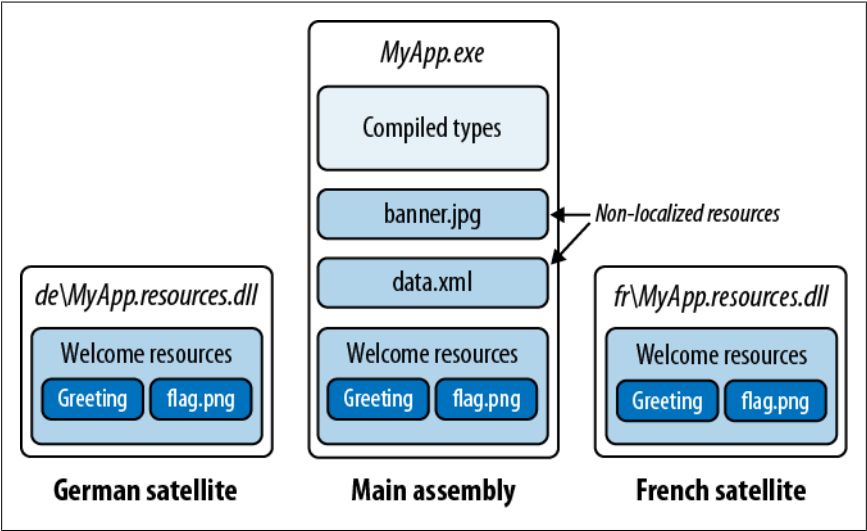 MyApp.exe
Compiled types
banner.jpg
Non-localized resources
data.xml
de\MyApp.resources.dll
Welcome resources
Greeting
flag.png
Welcome resources
Greeting
flag.png
fr\MyApp.resources.dll
Welcome resources
Greeting
flag.png
German satellite
Main assembly
French satellite